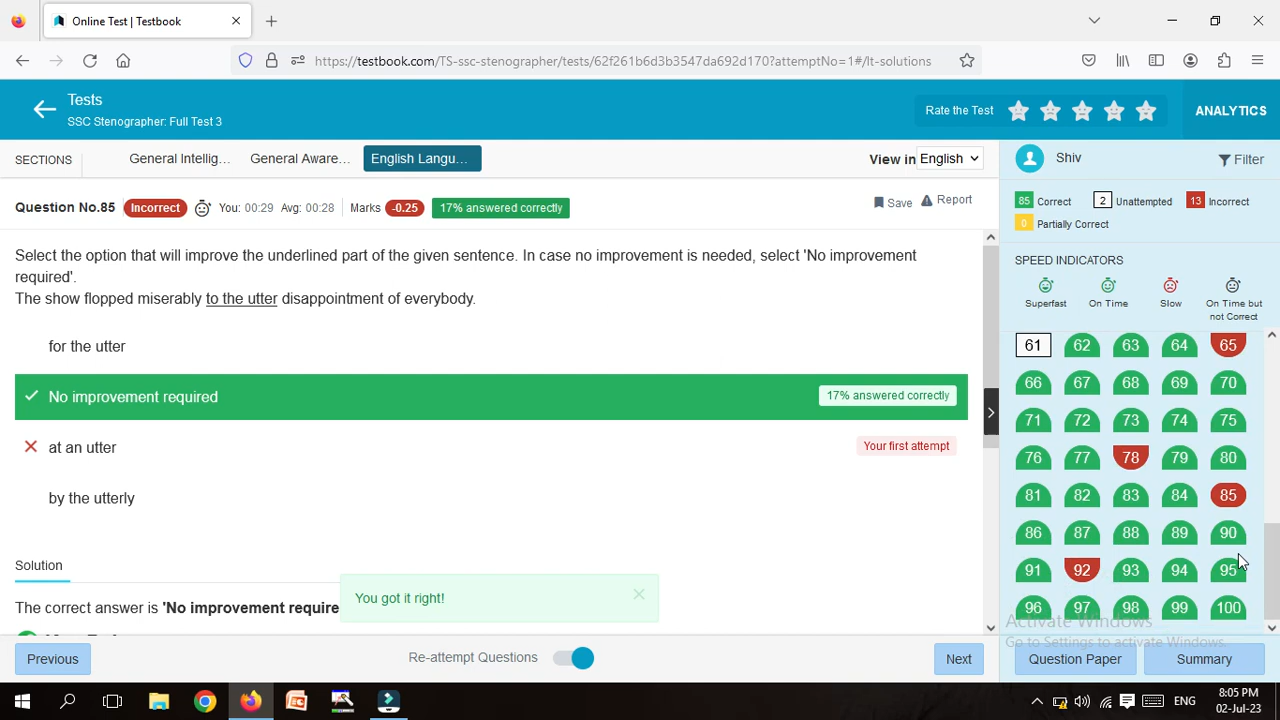 Online Test | Testbook
https://testbook.com/TS-ssc-stenographer/tests/62f261b6d3b3547da692d170?attemptNo=1#/lt-solutions
Tests
SSC Stenographer: Full Test 3
Rate the Test
ANALYTICS
SECTIONS
General Intellig...
General Aware...
English Langu...
View in
English
Shiv
Filter
Question No.85
Incorrect
You: 00:29
Avg: 00:28
Marks
-0.25
17% answered correctly
Save
Report
85 Correct
2 Unattempted
13 Incorrect
0 Partially Correct
Select the option that will improve the underlined part of the given sentence. In case no improvement is needed, select 'No improvement
required'.
The show flopped miserably to the utter disappointment of everybody.
for the utter
No improvement required
17% answered correctly
at an utter
Your first attempt
by the utterly
Solution
The correct answer is 'No improvement require
You got it right!
SPEED INDICATORS
Superfast
On Time
Slow
On Time but
not Correct
61 62 63 64 65
66 67 68 69 70
71 72 73 74 75
76 77 78 79 80
81 82 83 84 85
86 87 88 89 90
91 92 93 94 95
96 97 98 99 100
Activate Windows
Go to Settings to activate Windows.
Previous
Re-attempt Questions
Next
Question Paper
Summary
ENG
8:05 PM
02-Jul-23